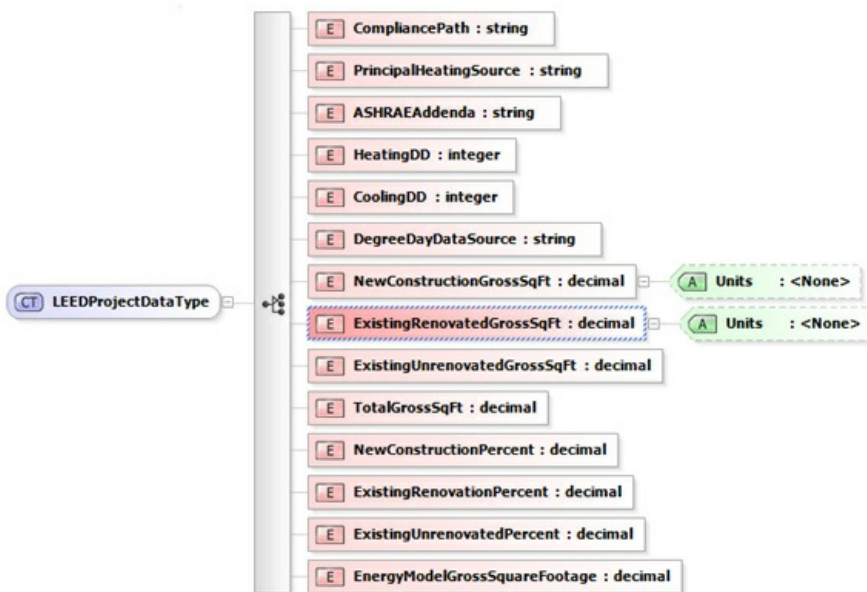 E CompliancePath : string
E PrincipalHeatingSource : string
E ASHRAEAddenda : string
E HeatingDD : integer
E CoolingDD : integer
E DegreeDayDataSource : string
E NewConstructionGrossSqFt : decimal A Units : <None>
CT LEEDProjectDataType
E ExistingRenovatedGrossSqFt : decimal A Units : <None>
E ExistingUnrenovatedGrossSqFt : decimal
E TotalGrossSqFt : decimal
E NewConstructionPercent : decimal
E ExistingRenovationPercent : decimal
E ExistingUnrenovatedPercent : decimal
E EnergyModelGrossSquareFootage : decimal